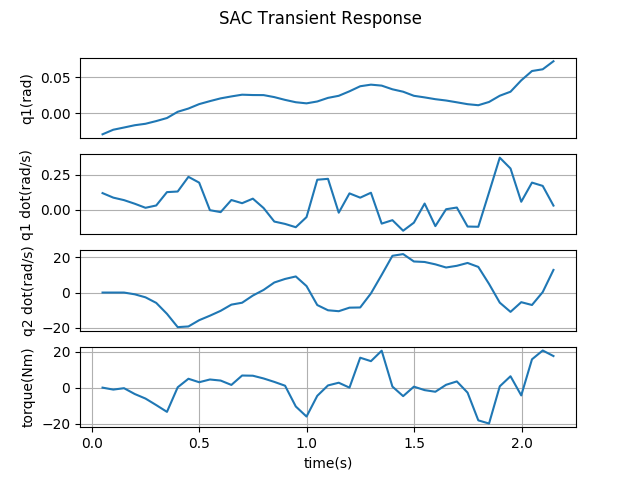 SAC Transient Response
q1(rad)
0.05
0.00
q1 dot(rad/s)
0.25
0.00
q2 dot(rad/s)
20
0
−20
torque(Nm)
20
0
−20
0.0 0.5 1.0 1.5 2.0
time(s)